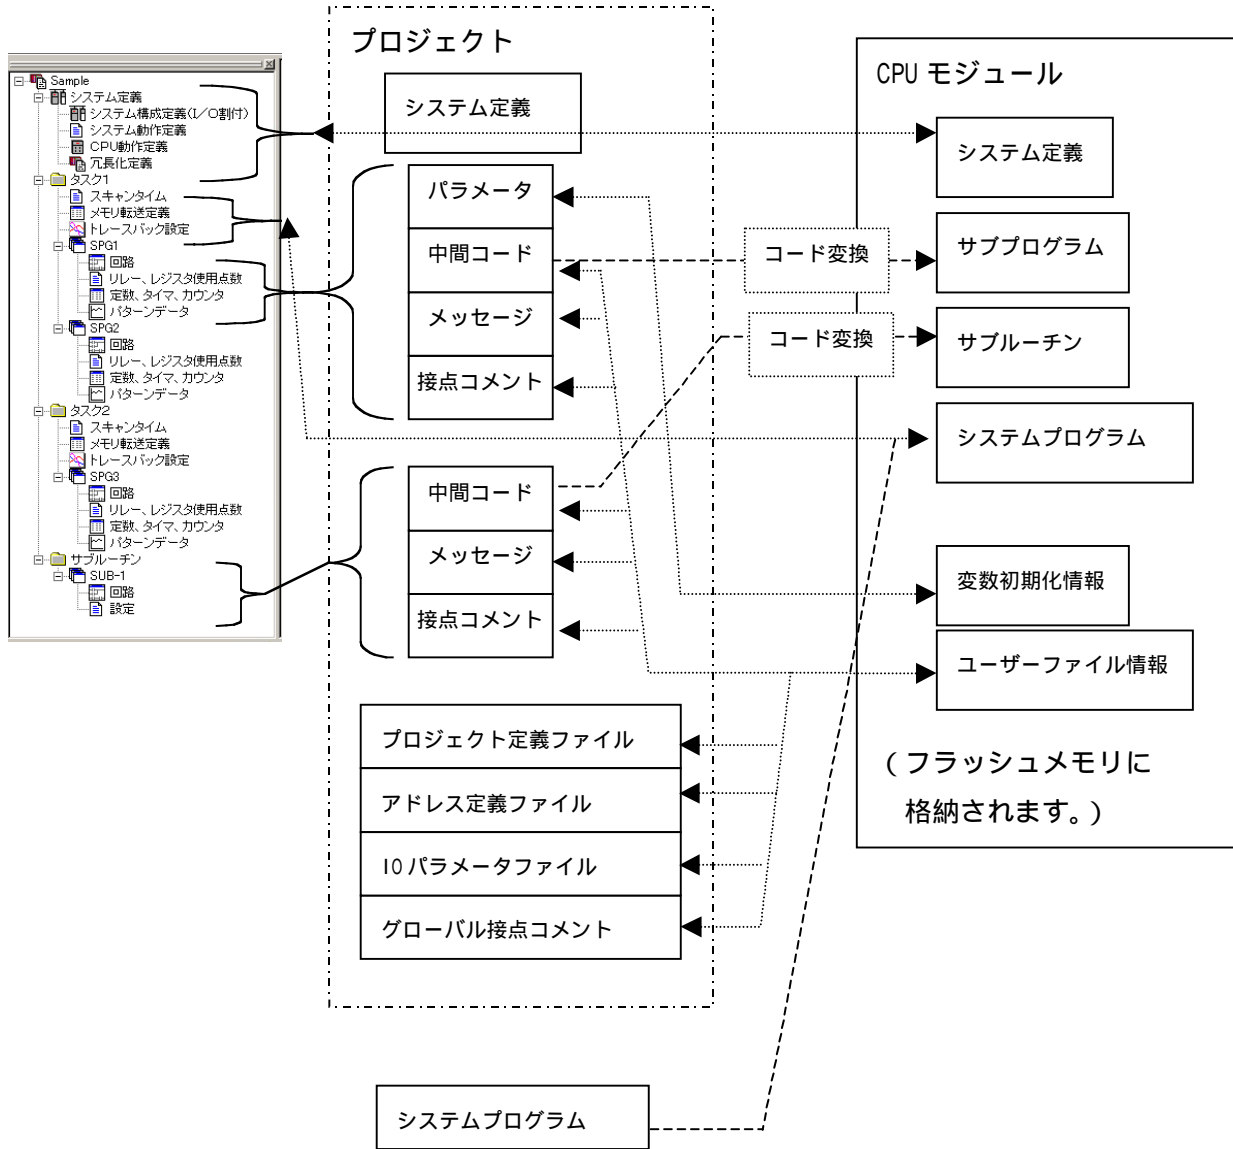 Sample
システム定義
システム構成定義(I/O割付)
システム動作定義
CPU動作定義
冗長化定義
タスク1
スキャンタイム
メモリ転送定義
トレースバック設定
SPG1
回路
リレー、レジスタ使用点数
定数、タイマ、カウンタ
パターンデータ
SPG2
回路
リレー、レジスタ使用点数
定数、タイマ、カウンタ
パターンデータ
タスク2
スキャンタイム
メモリ転送定義
トレースバック設定
SPG3
回路
リレー、レジスタ使用点数
定数、タイマ、カウンタ
パターンデータ
サブルーチン
SUB-1
回路
設定
プロジェクト
システム定義
パラメータ
中間コード
メッセージ
接点コメント
中間コード
メッセージ
接点コメント
プロジェクト定義ファイル
アドレス定義ファイル
IOパラメータファイル
グローバル接点コメント
システムプログラム
コード変換
コード変換
CPU モジュール
システム定義
サブプログラム
サブルーチン
システムプログラム
変数初期化情報
ユーザーファイル情報
(フラッシュメモリに
格納されます。)